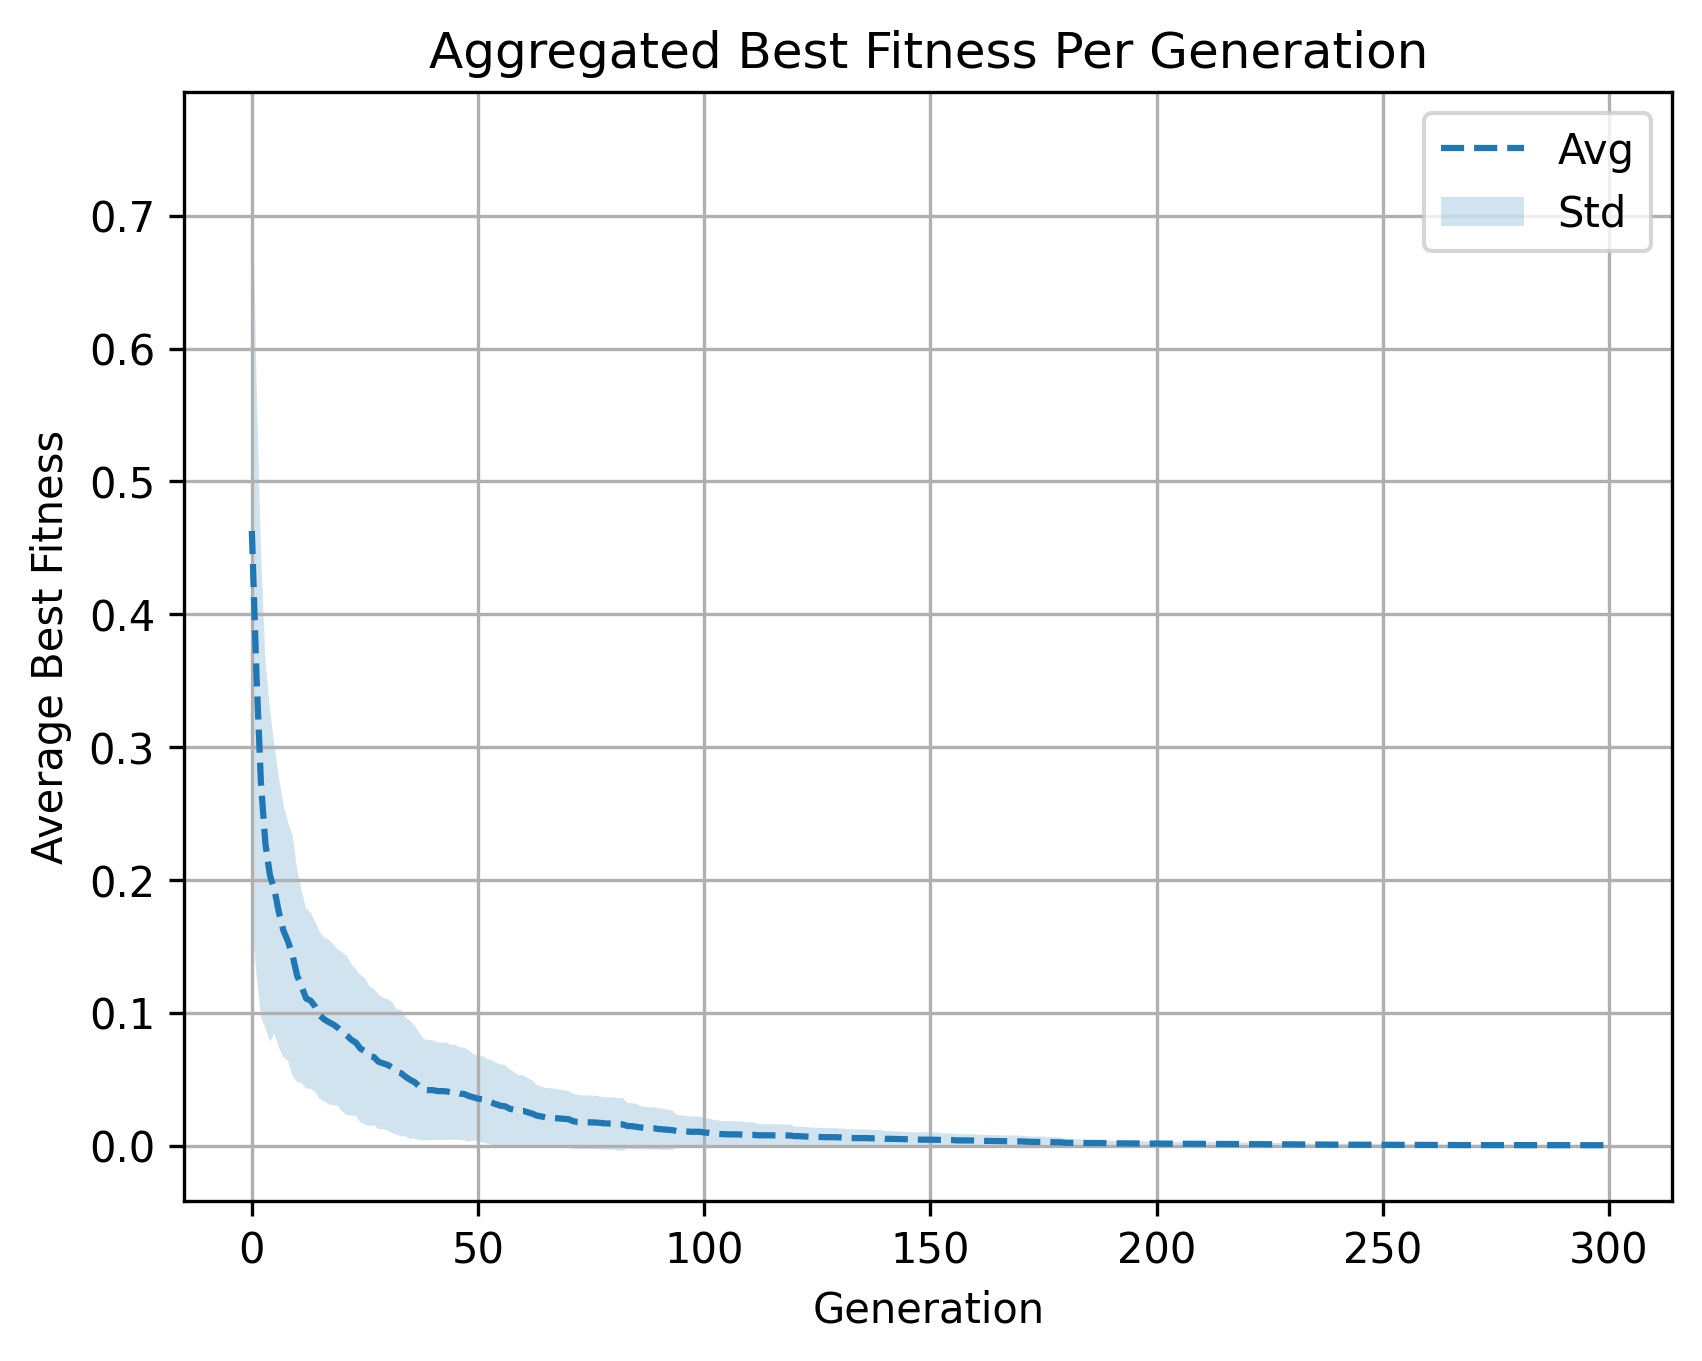 Aggregated Best Fitness Per Generation
Avg
Std
Average Best Fitness
0.7
0.6
0.5
0.4
0.3
0.2
0.1
0.0
0 50 100 150 200 250 300
Generation